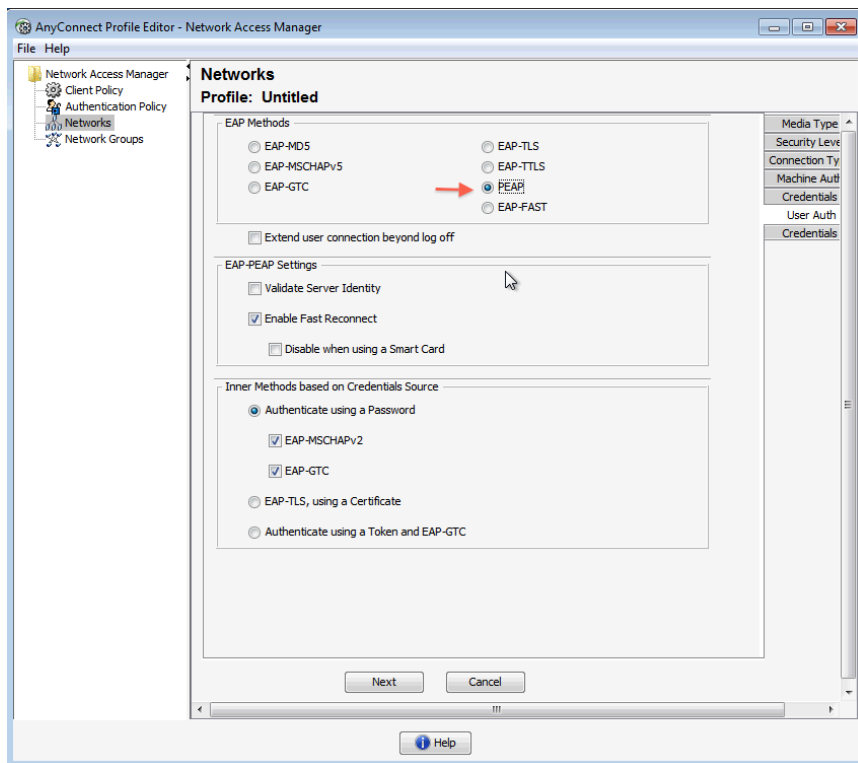 AnyConnect Profile Editor - Network Access Manager
File Help
Network Access Manager
Client Policy
Authentication Policy
Networks
Network Groups
Networks
Profile: Untitled
EAP Methods
EAP-MD5
EAP-TLS
EAP-MSCHAPv5
EAP-TTLS
EAP-GTC
PEAP
EAP-FAST
Extend user connection beyond log off
EAP-PEAP Settings
Validate Server Identity
Enable Fast Reconnect
Disable when using a Smart Card
Inner Methods based on Credentials Source
Authenticate using a Password
EAP-MSCHAPv2
EAP-GTC
EAP-TLS, using a Certificate
Authenticate using a Token and EAP-GTC
Media Type
Security Leve
Connection Ty
Machine Auth
Credentials
User Auth
Credentials
Next
Cancel
Help